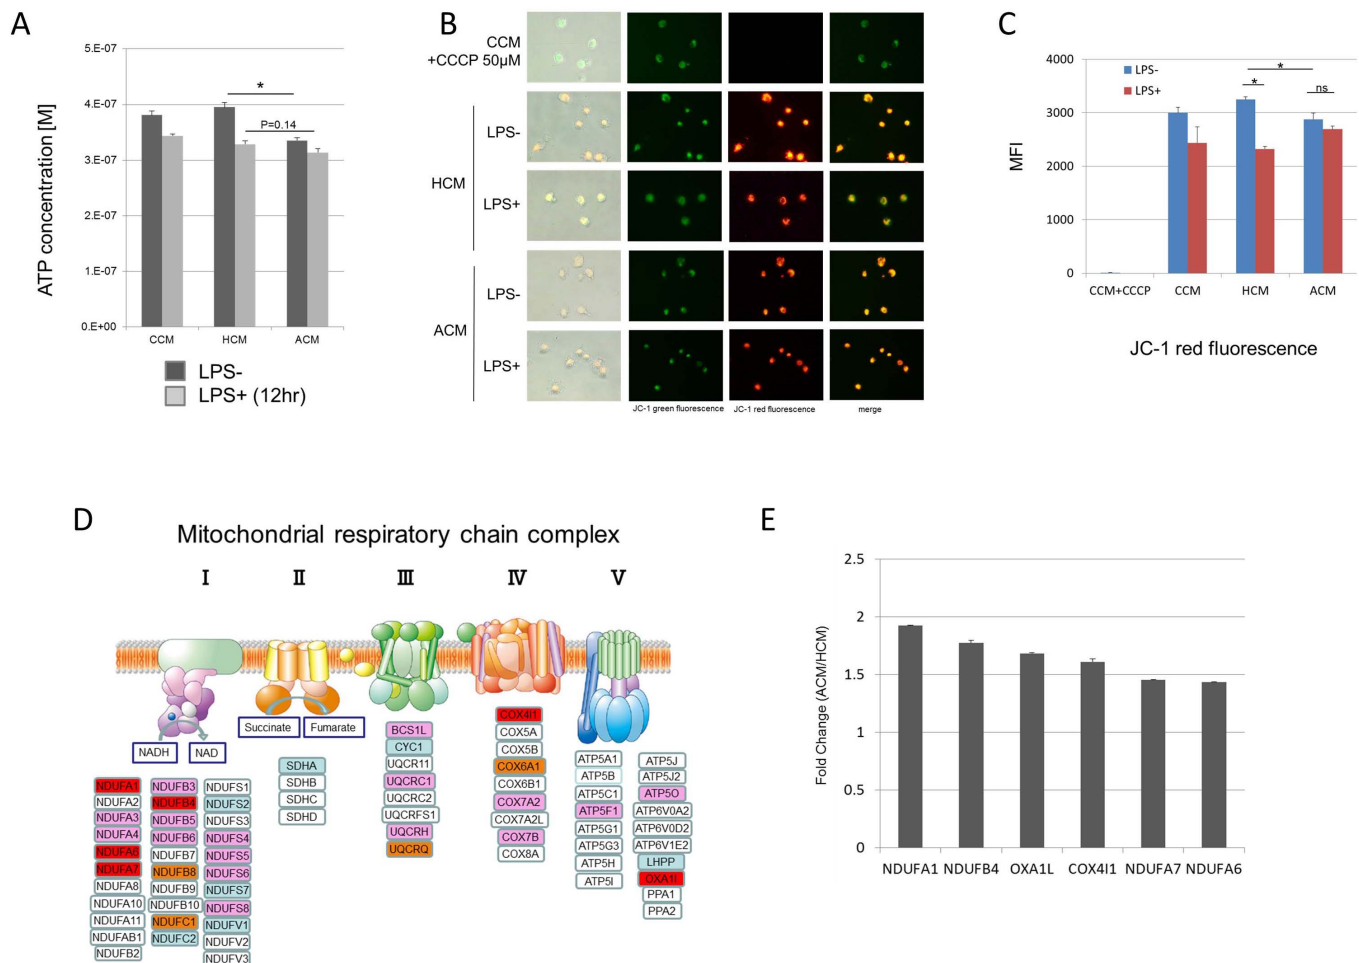 A
5.E-07
4.E-07
3.E-07
2.E-07
1.E-07
0.E+00
ATP concentration [M]
*
P=0.14
CCM
HCM
ACM
LPS-
LPS+ (12hr)
B
CCM
+CCCP 50μM
LPS-
HCM
LPS+
LPS-
ACM
LPS+
JC-1 green fluorescence
JC-1 red fluorescence
merge
C
4000
3000
2000
1000
0
MFI
LPS-
LPS+
*
*
ns
CCM+CCCP
CCM
HCM
ACM
JC-1 red fluorescence
D
Mitochondrial respiratory chain complex
I
II
III
IV
V
NADH
NAD
Succinate
Fumarate
NDUFA1
NDUFA2
NDUFA3
NDUFA4
NDUFA6
NDUFA7
NDUFA8
NDUFA10
NDUFA11
NDUFAB1
NDUFB2
NDUFB3
NDUFB4
NDUFB5
NDUFB6
NDUFB7
NDUFB8
NDUFB9
NDUFB10
NDUFC1
NDUFC2
NDUFS1
NDUFS2
NDUFS3
NDUFS4
NDUFS5
NDUFS6
NDUFS7
NDUFS8
NDUFV1
NDUFV2
NDUFV3
SDHA
SDHB
SDHC
SDHD
BCS1L
CYC1
UQCR11
UQCRC1
UQCRC2
UQCRFS1
UQCRH
UQCRQ
COX4I1
COX5A
COX5B
COX6A1
COX6B1
COX7A2
COX7A2L
COX7B
COX8A
ATP5A1
ATP5B
ATP5C1
ATP5F1
ATP5G1
ATP5G3
ATP5H
ATP5I
ATP5J
ATP5J2
ATP5O
ATP6V0A2
ATP6V0D2
ATP6V1E2
LHPP
OXA1l
PPA1
PPA2
E
2.5
2
1.5
1
0.5
0
Fold Change (ACM/HCM)
NDUFA1
NDUFB4
OXA1L
COX4I1
NDUFA7
NDUFA6